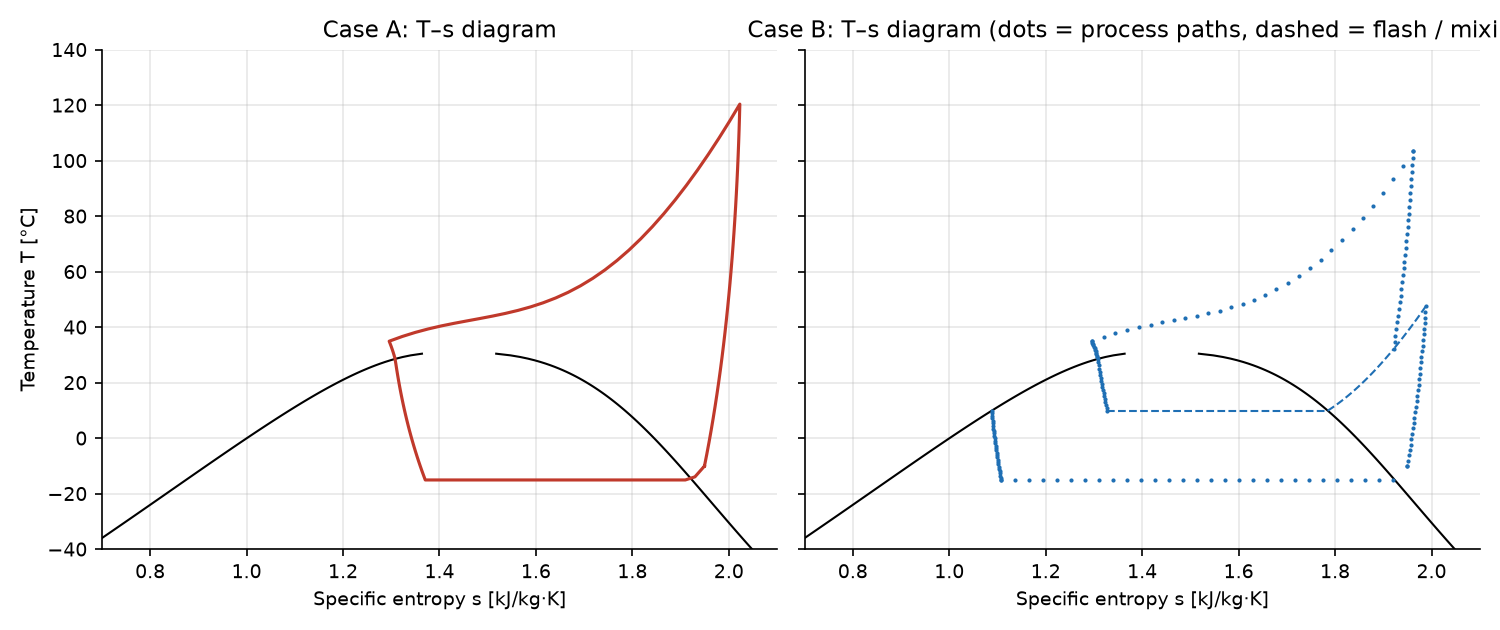 Case A: T–s diagram
Case B: T–s diagram (dots = process paths, dashed = flash / mixi
Temperature T [°C]
140
120
100
80
60
40
20
0
−20
−40
0.8 1.0 1.2 1.4 1.6 1.8 2.0
Specific entropy s [kJ/kg·K]
0.8 1.0 1.2 1.4 1.6 1.8 2.0
Specific entropy s [kJ/kg·K]